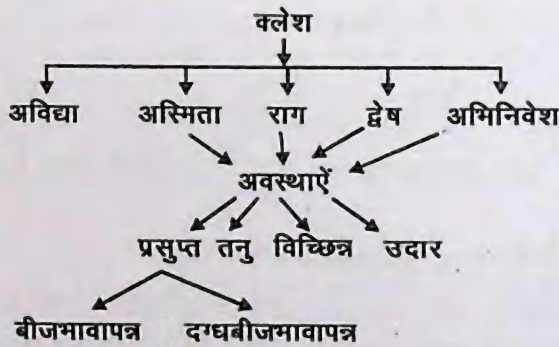 क्लेश
अविद्या अस्मिता राग द्वेष अभिनिवेश
अवस्थाऐं
प्रसुप्त तनु विच्छिन्न उदार
बीजभावापन्न दग्धबीजभावापन्न